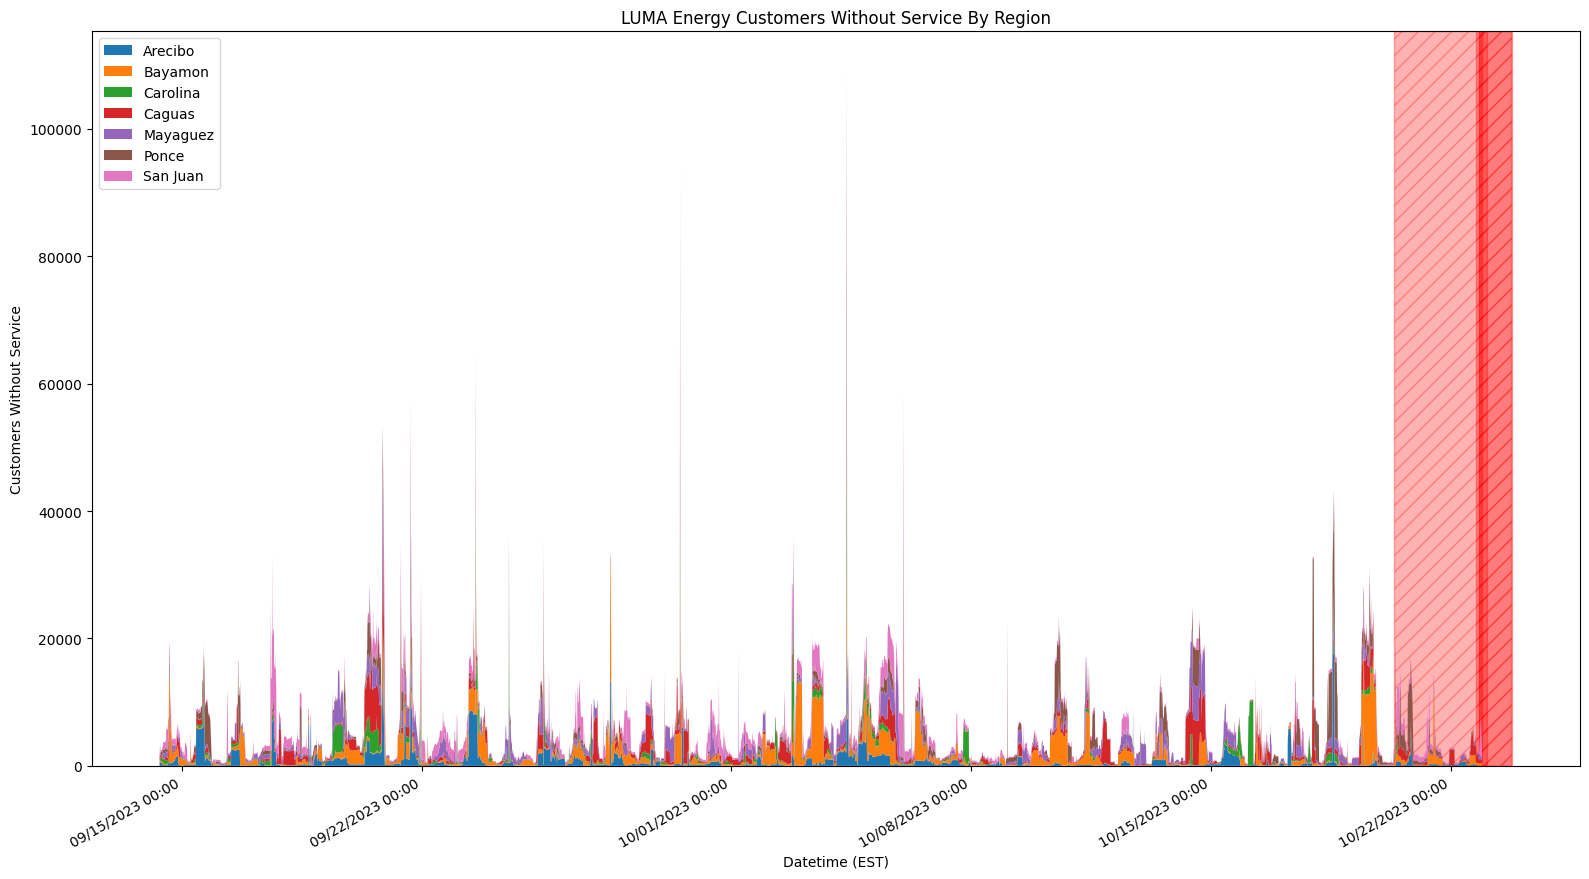 LUMA Energy Customers Without Service By Region
Arecibo
Bayamon
Carolina
Caguas
Mayaguez
Ponce
San Juan
100000
80000
60000
40000
20000
0
Customers Without Service
09/15/2023 00:00
09/22/2023 00:00
10/01/2023 00:00
10/08/2023 00:00
10/15/2023 00:00
10/22/2023 00:00
Datetime (EST)